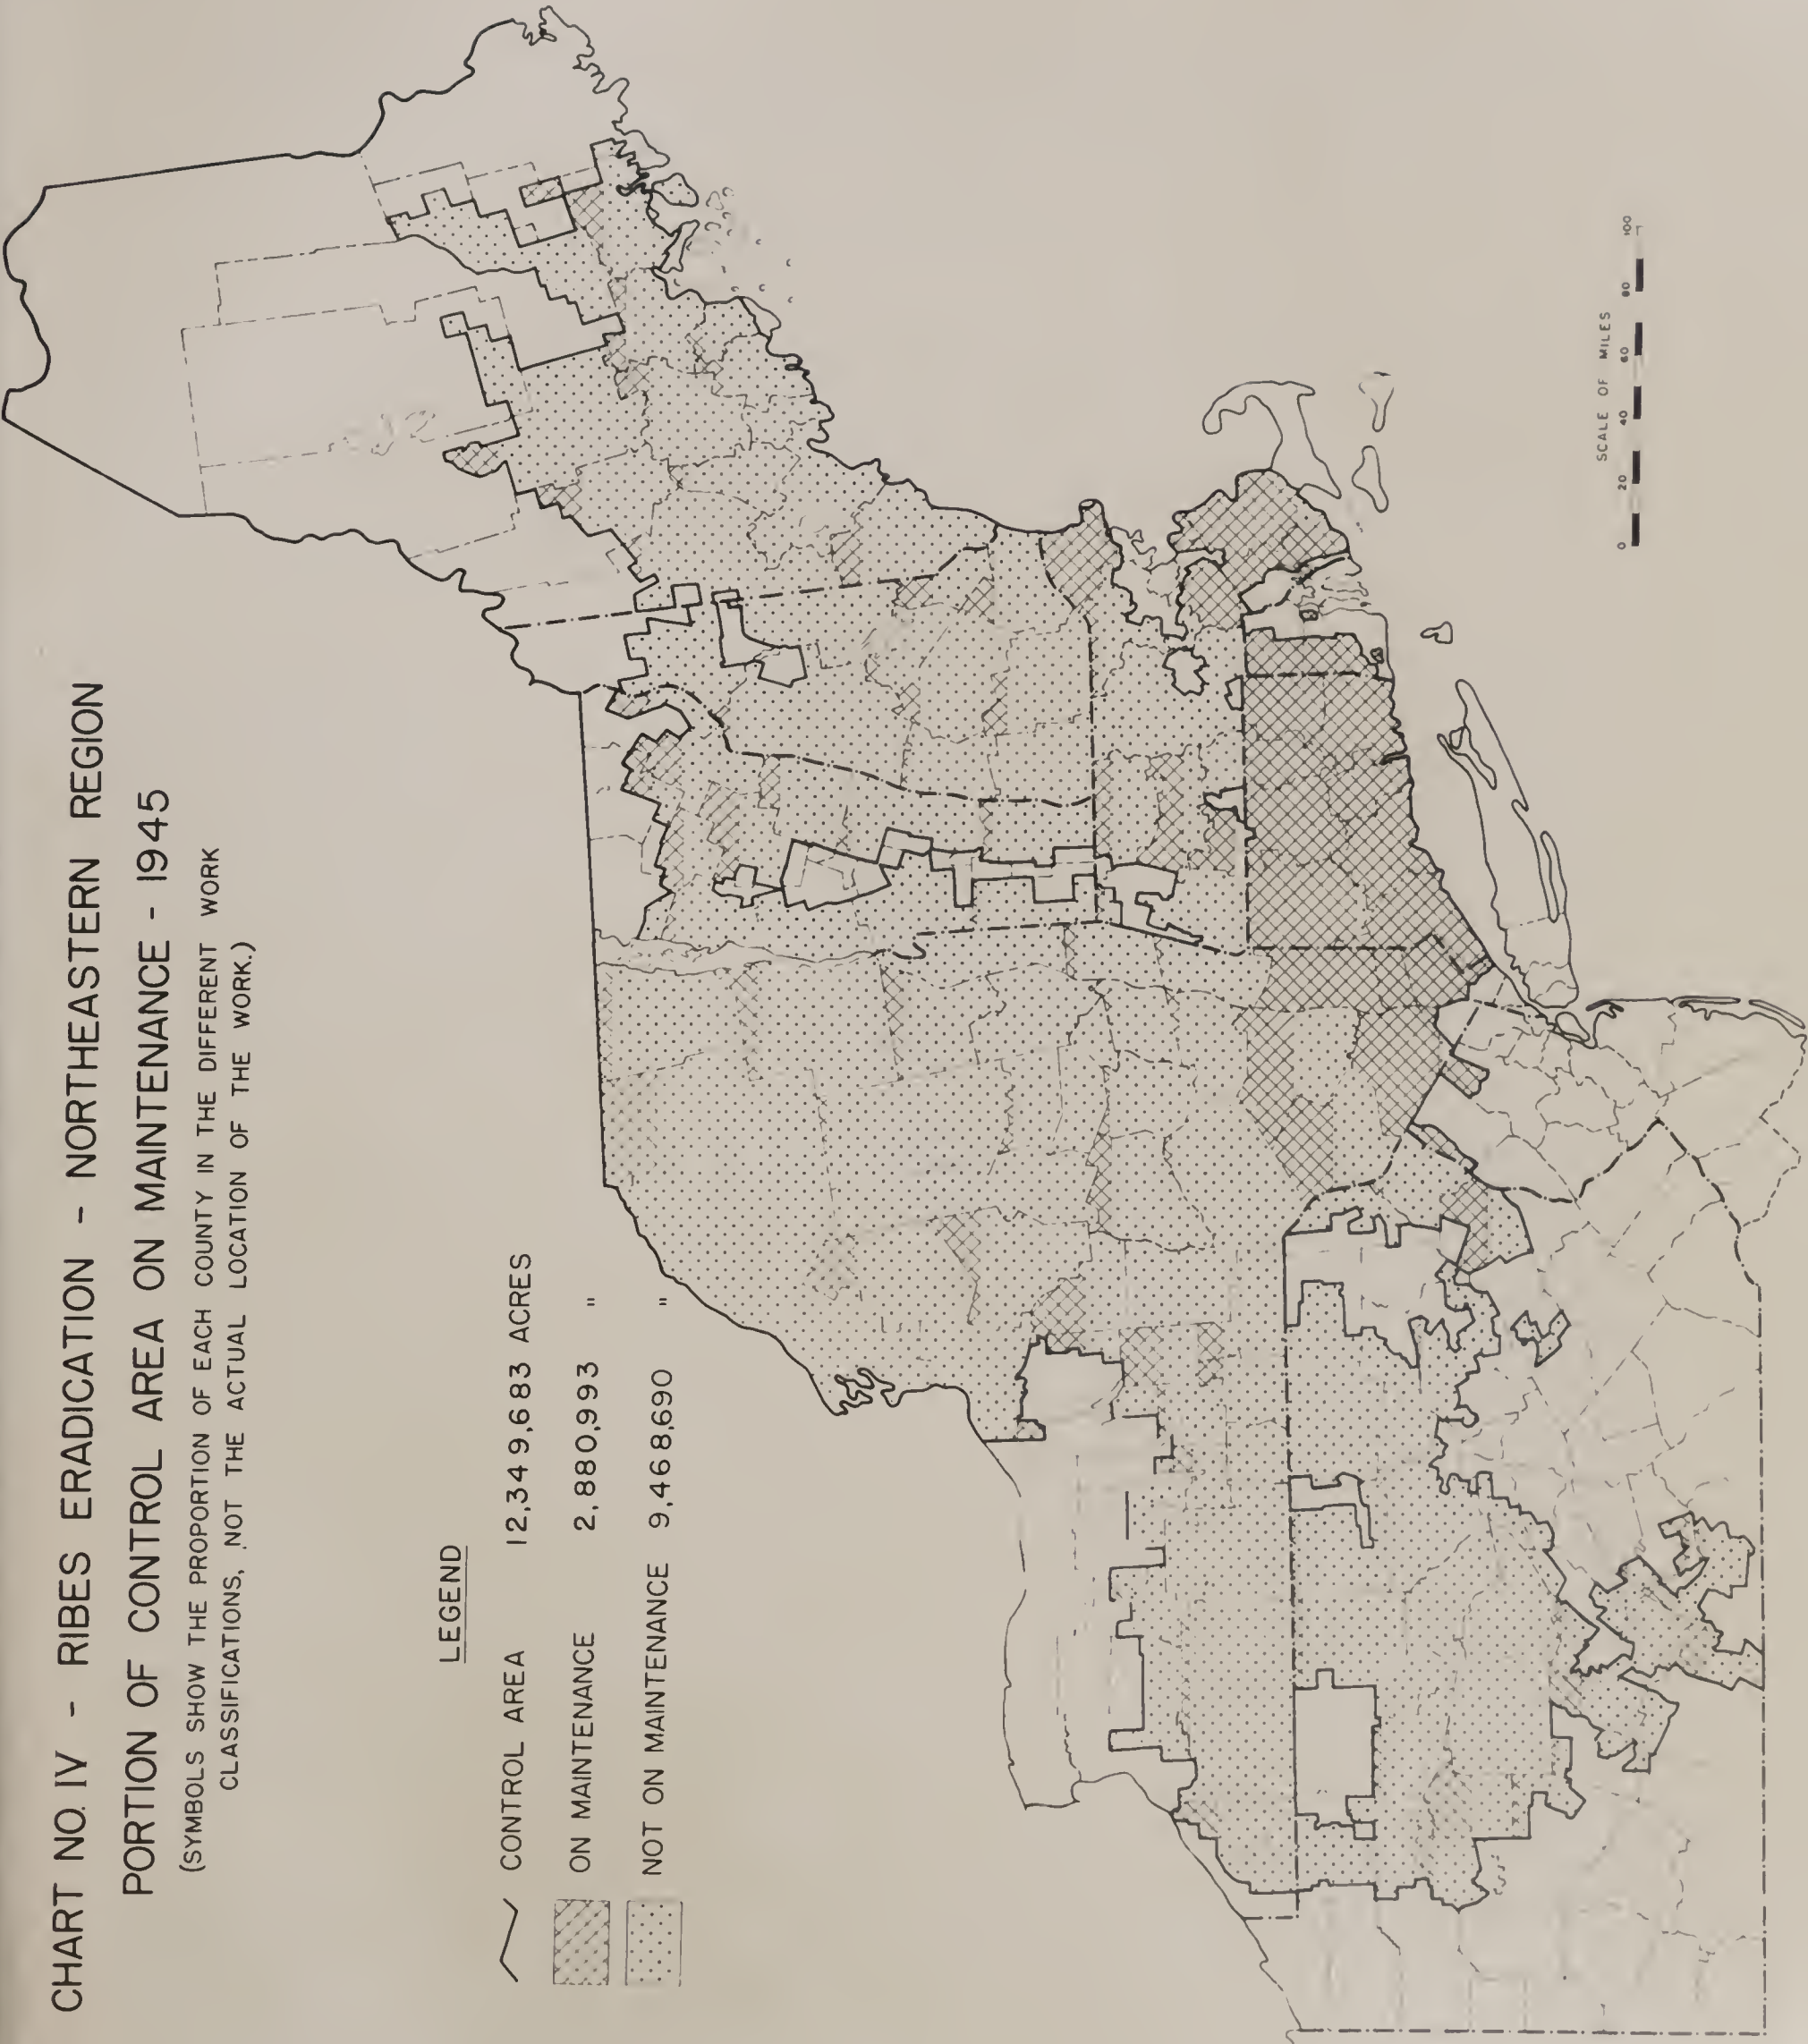 CHART NO. IV - RIBES ERADICATION - NORTHEASTERN REGION
PORTION OF CONTROL AREA ON MAINTENANCE - 1945
(SYMBOLS SHOW THE PROPORTION OF EACH COUNTY IN THE DIFFERENT WORK
CLASSIFICATIONS, NOT THE ACTUAL LOCATION OF THE WORK.)
LEGEND
CONTROL AREA 12,349,683 ACRES
ON MAINTENANCE 2,880,993 "
NOT ON MAINTENANCE 9,468,690 "
SCALE OF MILES
0 20 40 60 80 100